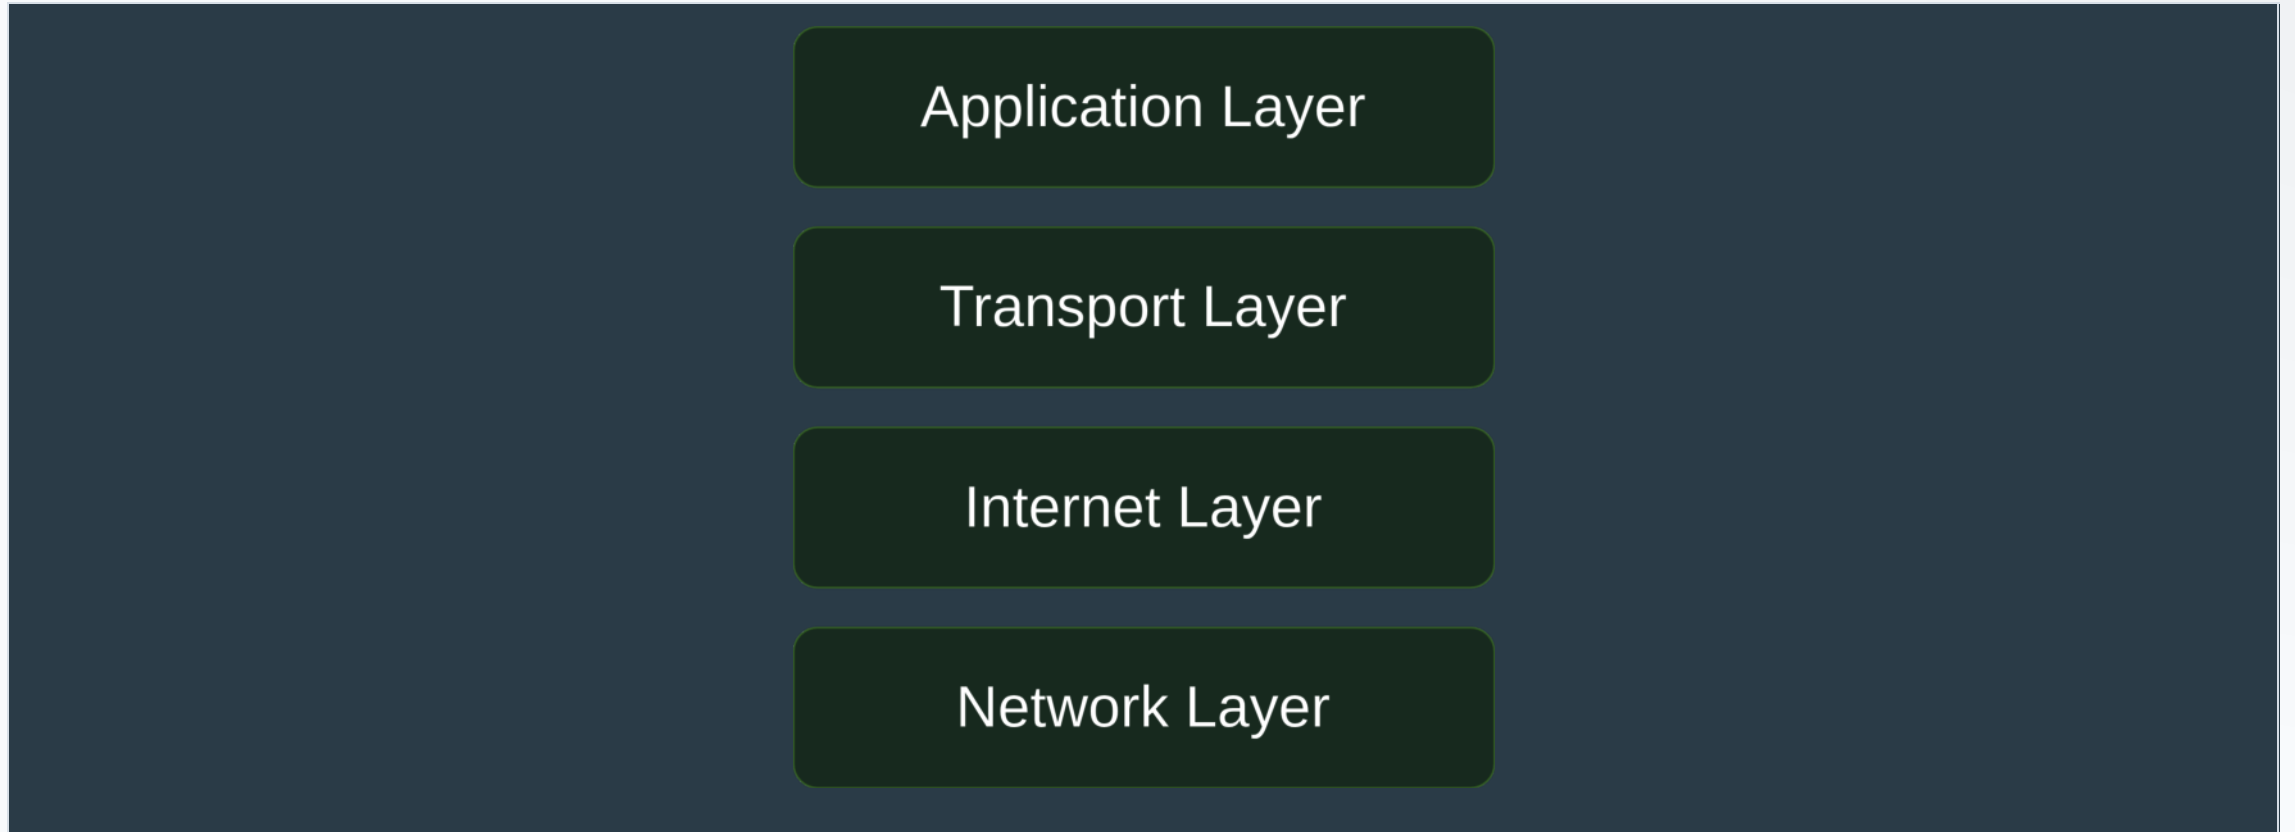 Application Layer
Transport Layer
Internet Layer
Network Layer